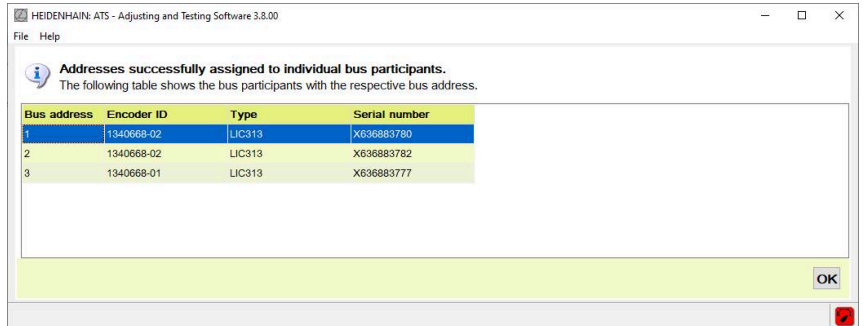 HEIDENHAIN: ATS - Adjusting and Testing Software 3.8.00
File Help
Addresses successfully assigned to individual bus participants.
The following table shows the bus participants with the respective bus address.
Bus address Encoder ID Type Serial number
1 1340668-02 LIC313 X636883780
2 1340668-02 LIC313 X636883782
3 1340668-01 LIC313 X636883777
OK